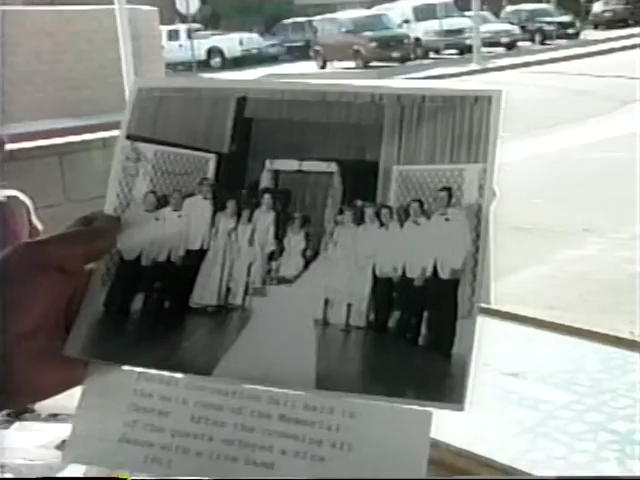 Coronation Ball held in
the main room of the Memorial
Center. After the crowning all
of the guests enjoyed a nice
dance with a live band